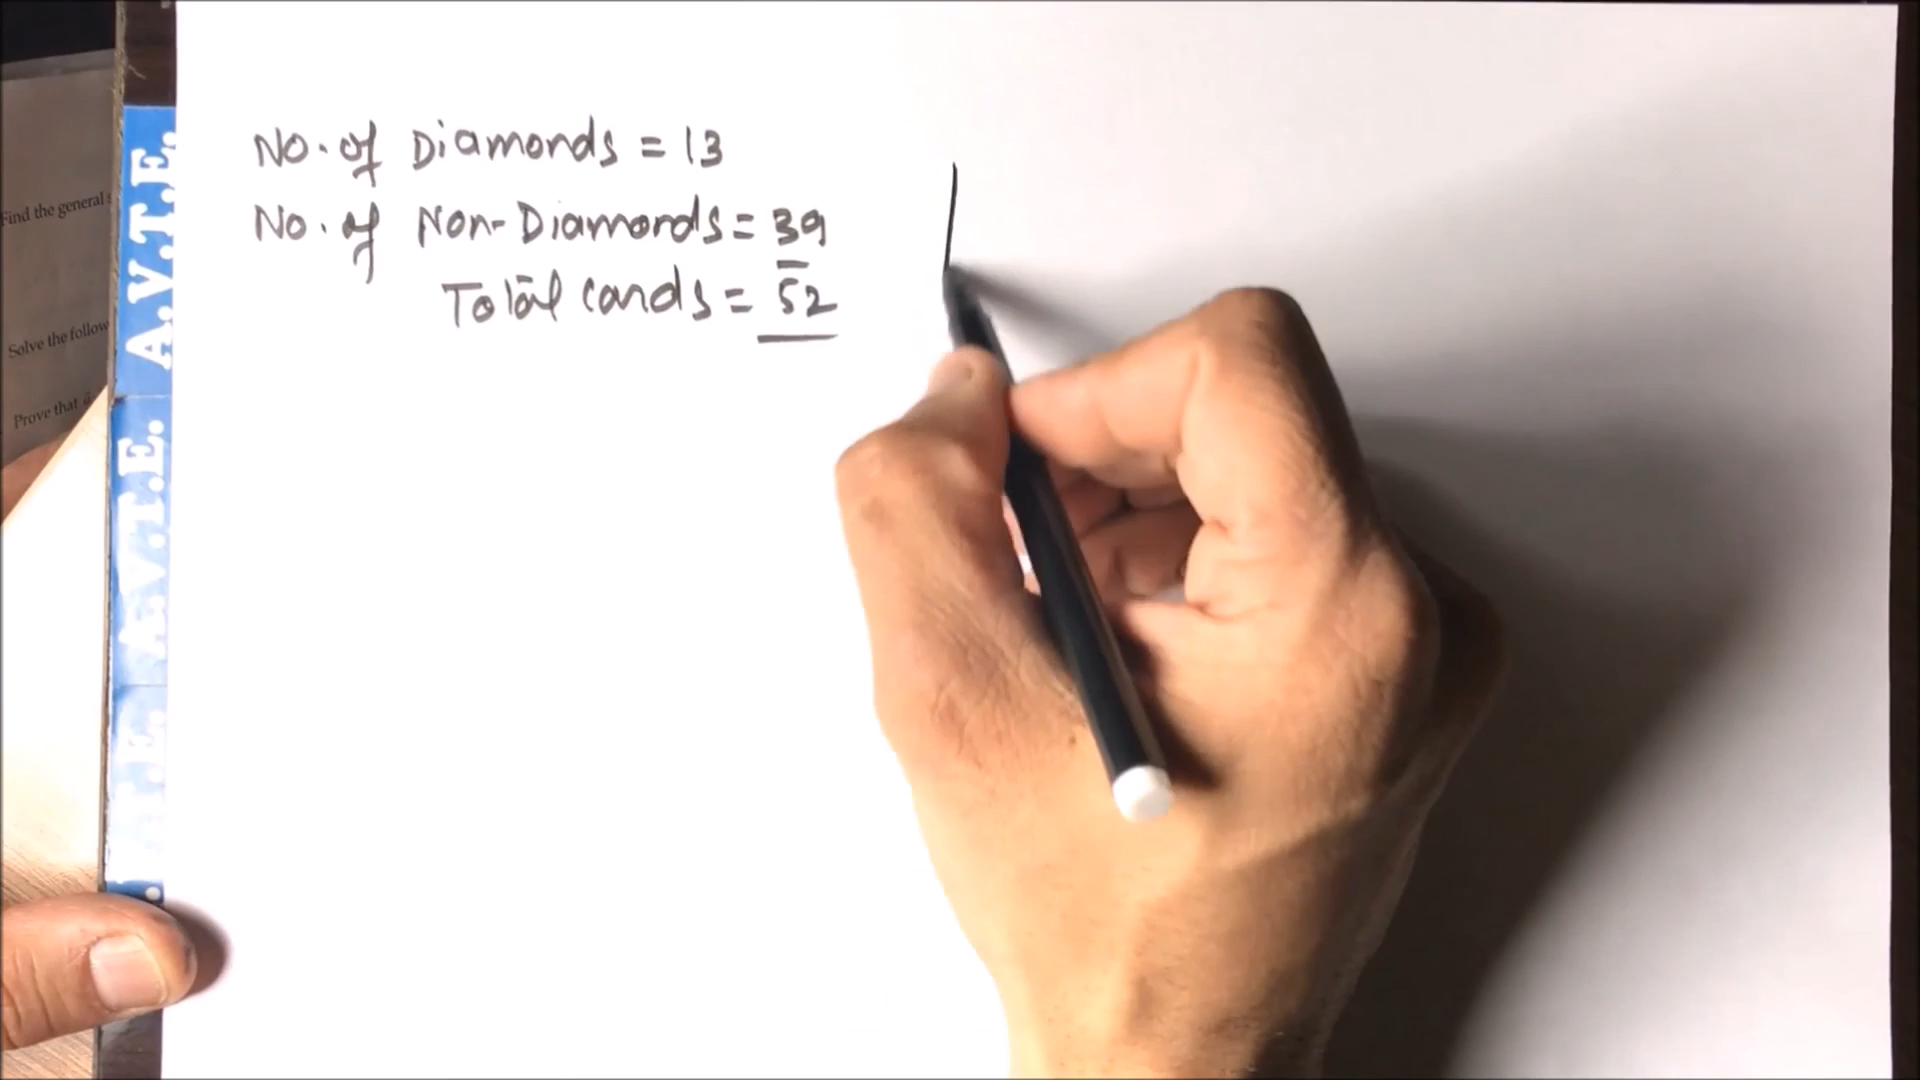 No. of Diamonds = 13
No. of Non-Diamonds = 39
Total cards = 52
A.V.T.E.
A.V.T.E.
Find the general
Solve the follow
Prove that